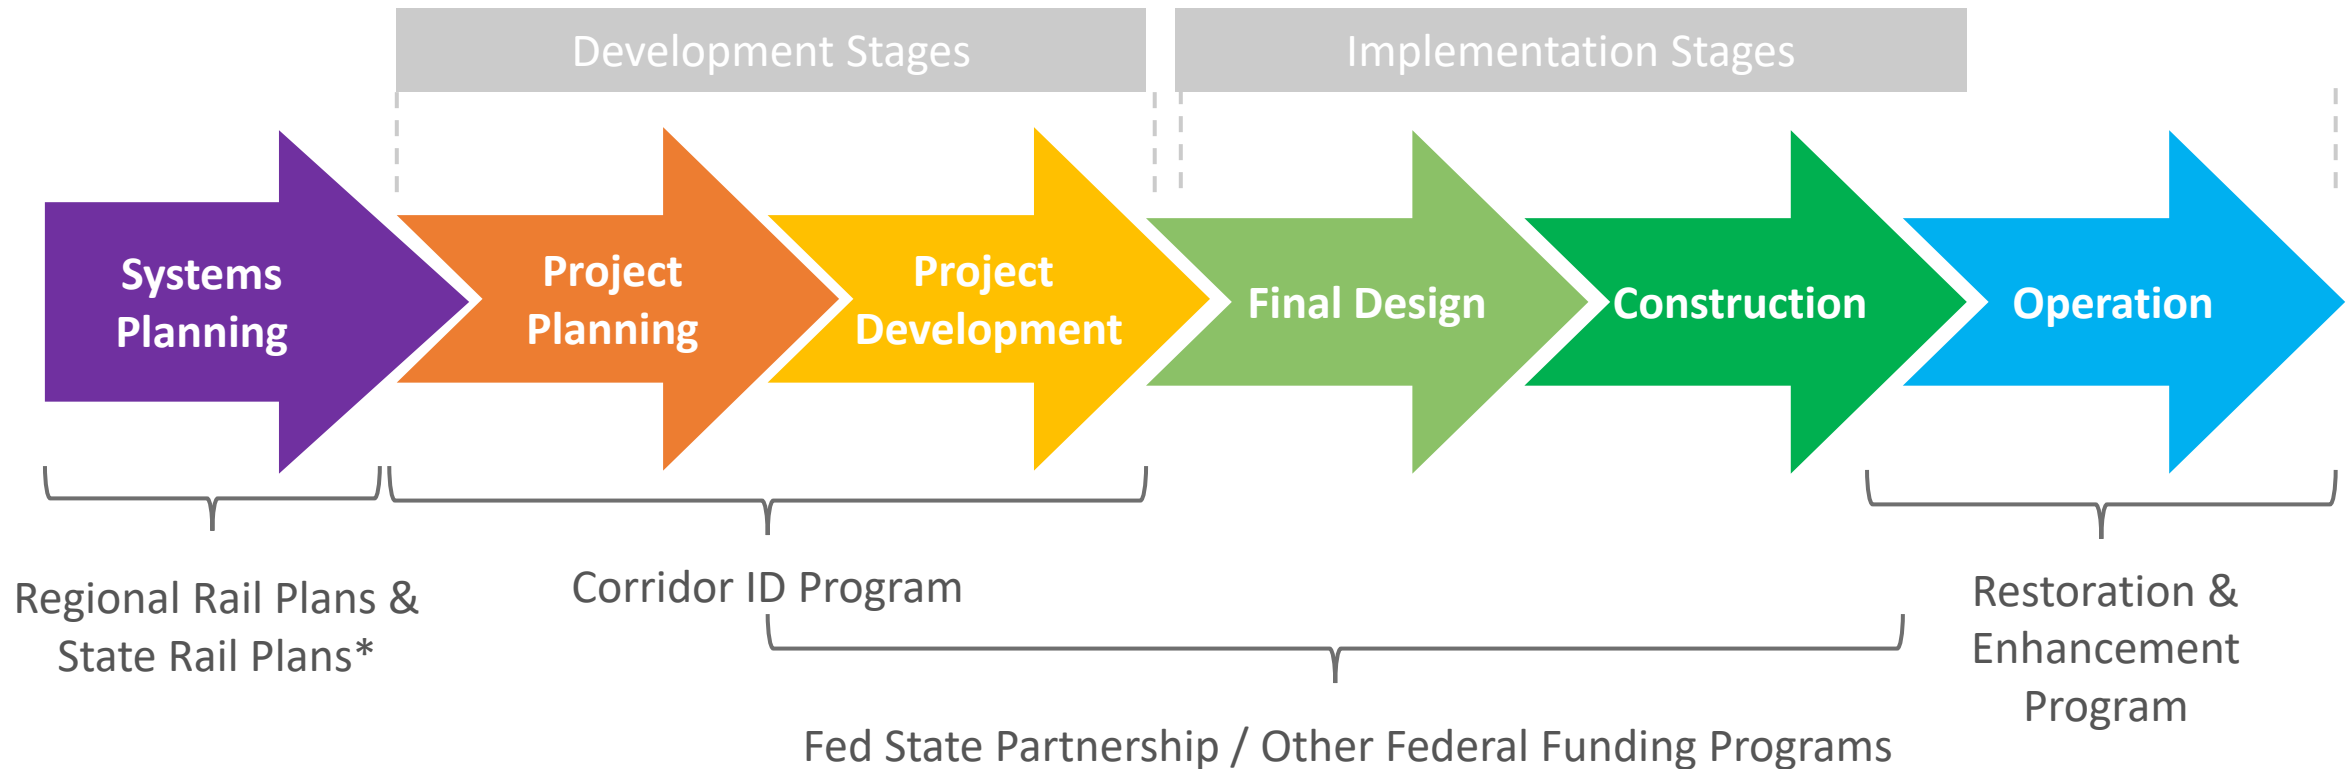 Development Stages
Implementation Stages
Systems
Planning
Project
Planning
Project
Development
Final Design
Construction
Operation
Regional Rail Plans &
State Rail Plans*
Corridor ID Program
Restoration &
Enhancement
Program
Fed State Partnership / Other Federal Funding Programs